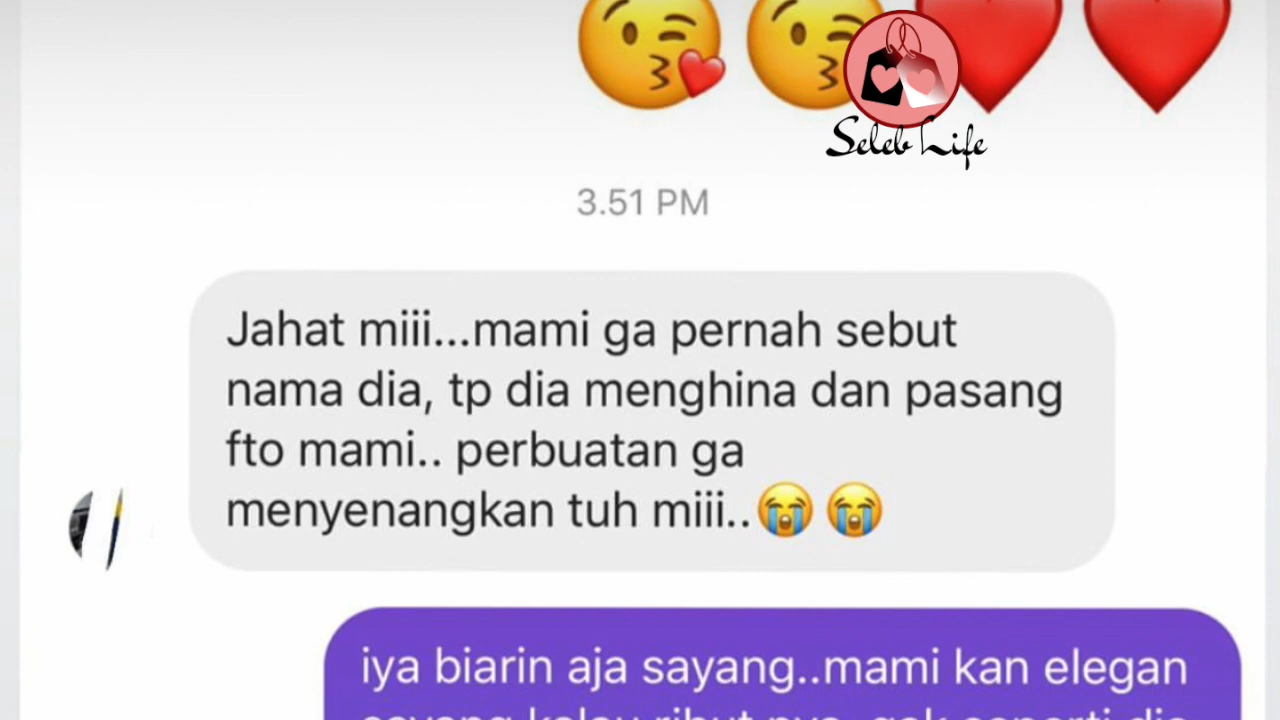 Seleb Life
3.51 PM
Jahat miii...mami ga pernah sebut
nama dia, tp dia menghina dan pasang
fto mami.. perbuatan ga
menyenangkan tuh miii..😭😭
iya biarin aja sayang..mami kan elegan